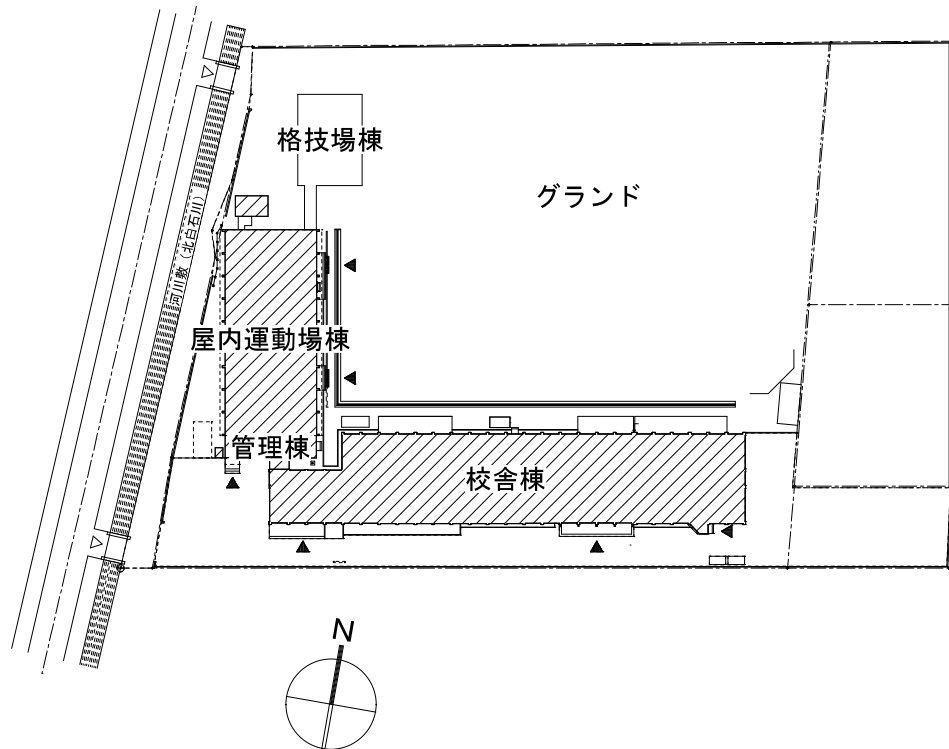 格技場棟
グランド
河川敷（北白石川）
屋内運動場棟
管理棟
校舎棟
N